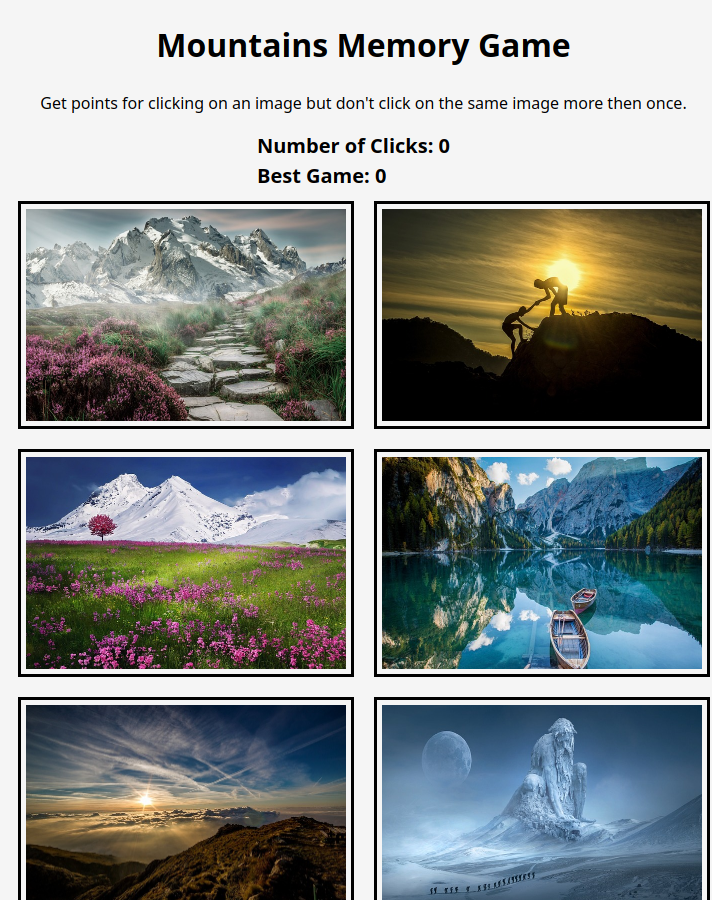 Mountains Memory Game
Get points for clicking on an image but don't click on the same image more then once.
Number of Clicks: 0
Best Game: 0